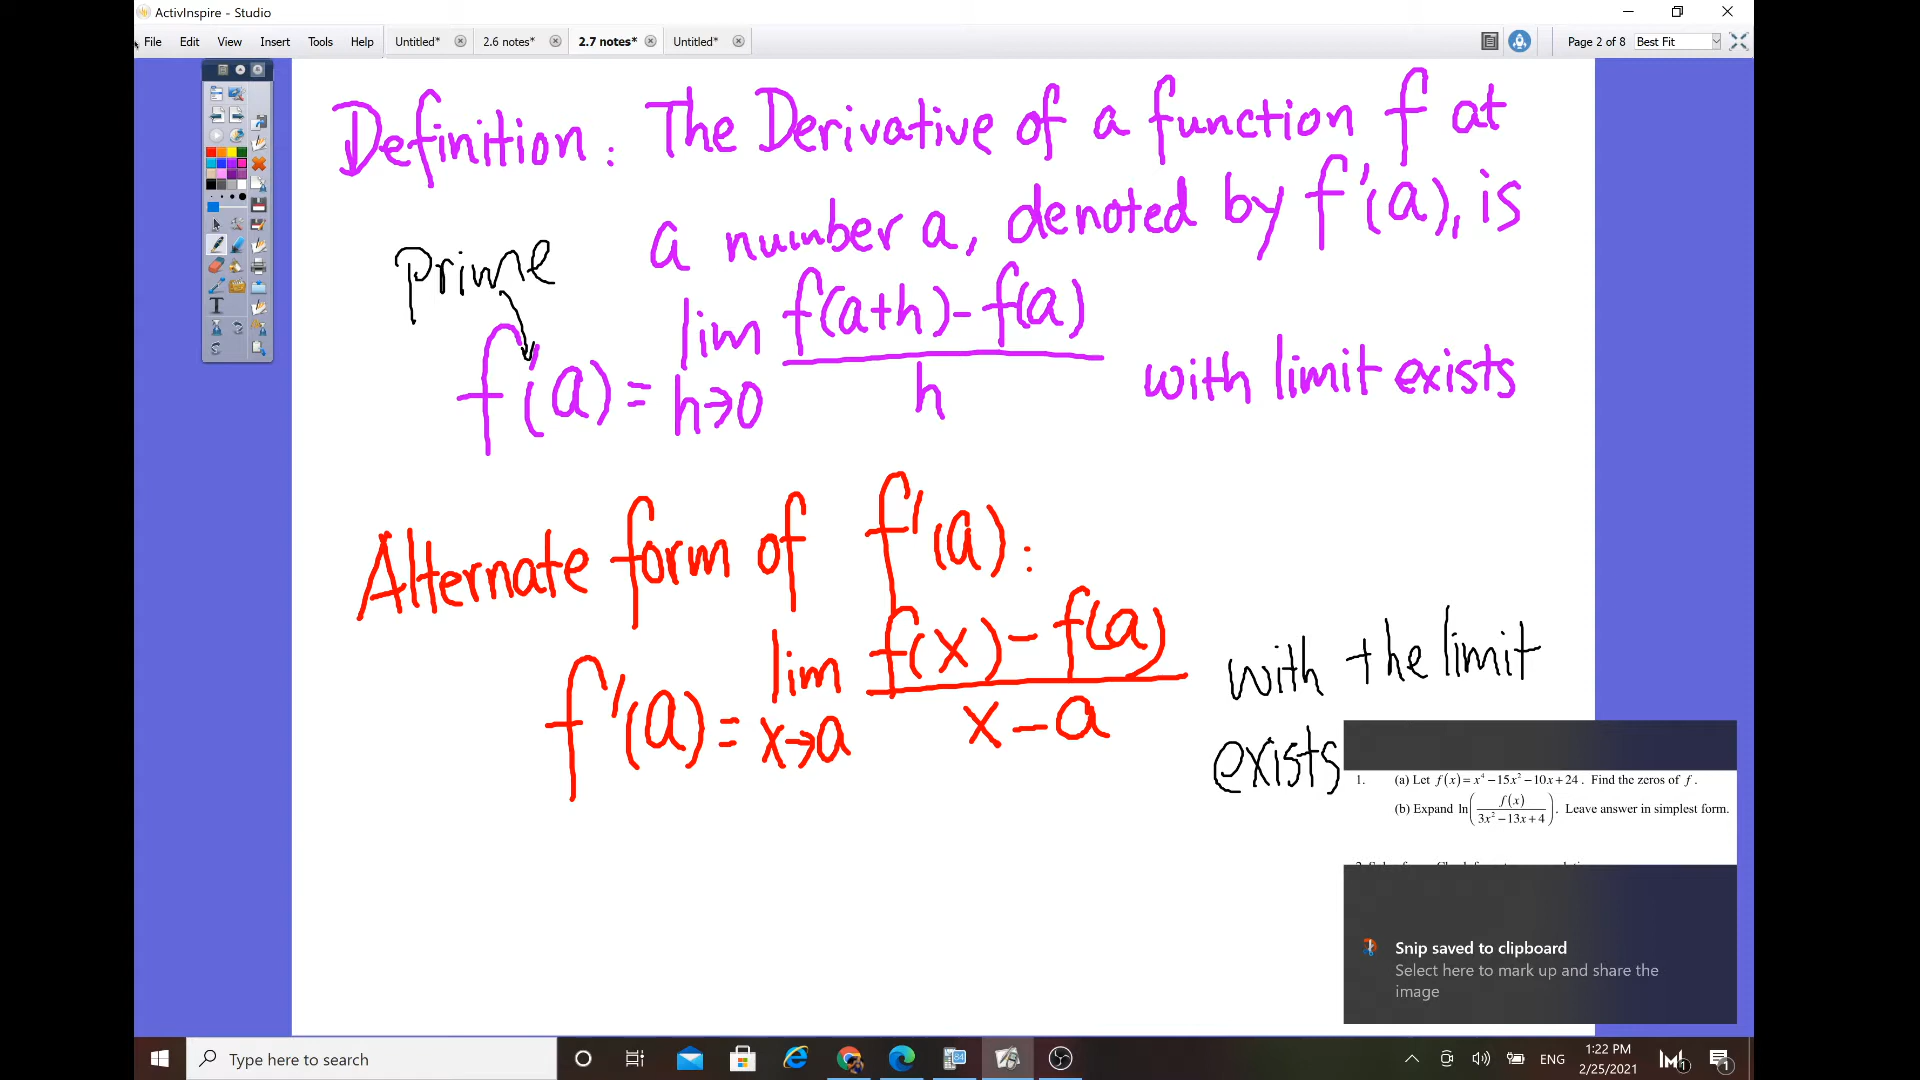 ActivInspire - Studio
File Edit View Insert Tools Help Untitled* 2.6 notes* 2.7 notes* Untitled* Page 2 of 8 Best Fit
Definition: The Derivative of a function f at
a number a, denoted by f'(a), is
prime
f'(a) = lim h→0 f(a+h) - f(a) / h with limit exists
Alternate form of f'(a):
f'(a) = lim x→a f(x) - f(a) / x - a with the limit
exists
1. (a) Let f(x) = x⁴ - 15x² - 10x + 24. Find the zeros of f.
(b) Expand ln( f(x) / 3x² - 13x + 4 ). Leave answer in simplest form.
Snip saved to clipboard
Select here to mark up and share the
image
Type here to search
ENG
1:22 PM
2/25/2021